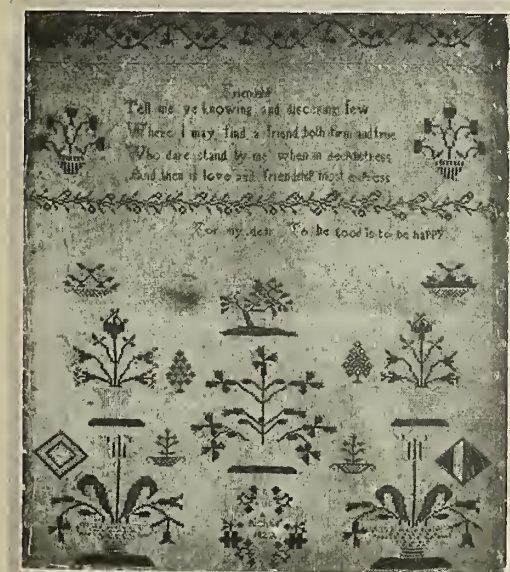 Friendship
Tell me ye knowing and discerning few
Where I may find a friend both firm and true
Who dare stand by me when in deep distress
And then is love and friendship most express
For my dear To be good is to be happy